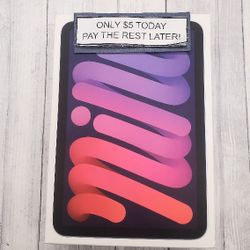 ONLY $5 TODAY
PAY THE REST LATER!